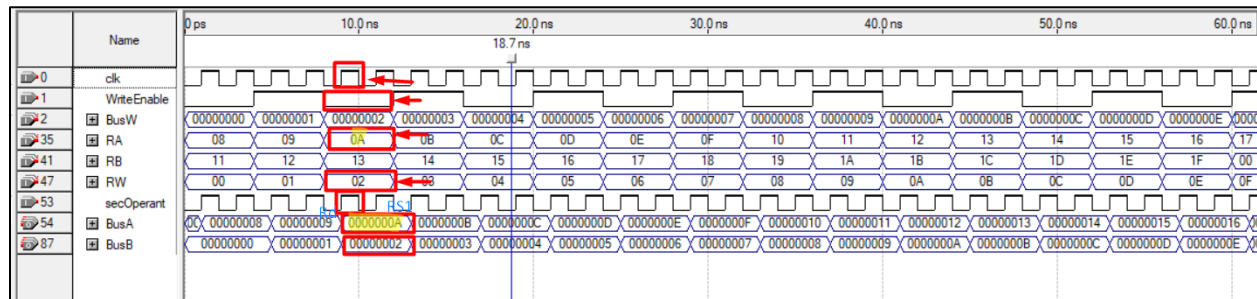 0 ps 10.0 ns 20.0 ns 30.0 ns 40.0 ns 50.0 ns 60.0 ns
Name
18.7 ns
0 clk
1 WriteEnable
2 BusW 00000000 00000001 00000002 00000003 00000004 00000005 00000006 00000007 00000008 00000009 0000000A 0000000B 0000000C 0000000D 0000000E
35 RA 08 09 0A 0B 0C 0D 0E 0F 10 11 12 13 14 15 16 17
41 RB 11 12 13 14 15 16 17 18 19 1A 1B 1C 1D 1E 1F 00
47 RW 00 01 02 03 04 05 06 07 08 09 0A 0B 0C 0D 0E 0F
53 secOperant
RS1
54 BusA 00000008 00000009 0000000A 0000000B 0000000C 0000000D 0000000E 0000000F 00000010 00000011 00000012 00000013 00000014 00000015 00000016
87 BusB 00000000 00000001 00000002 00000003 00000004 00000005 00000006 00000007 00000008 00000009 0000000A 0000000B 0000000C 0000000D 0000000E